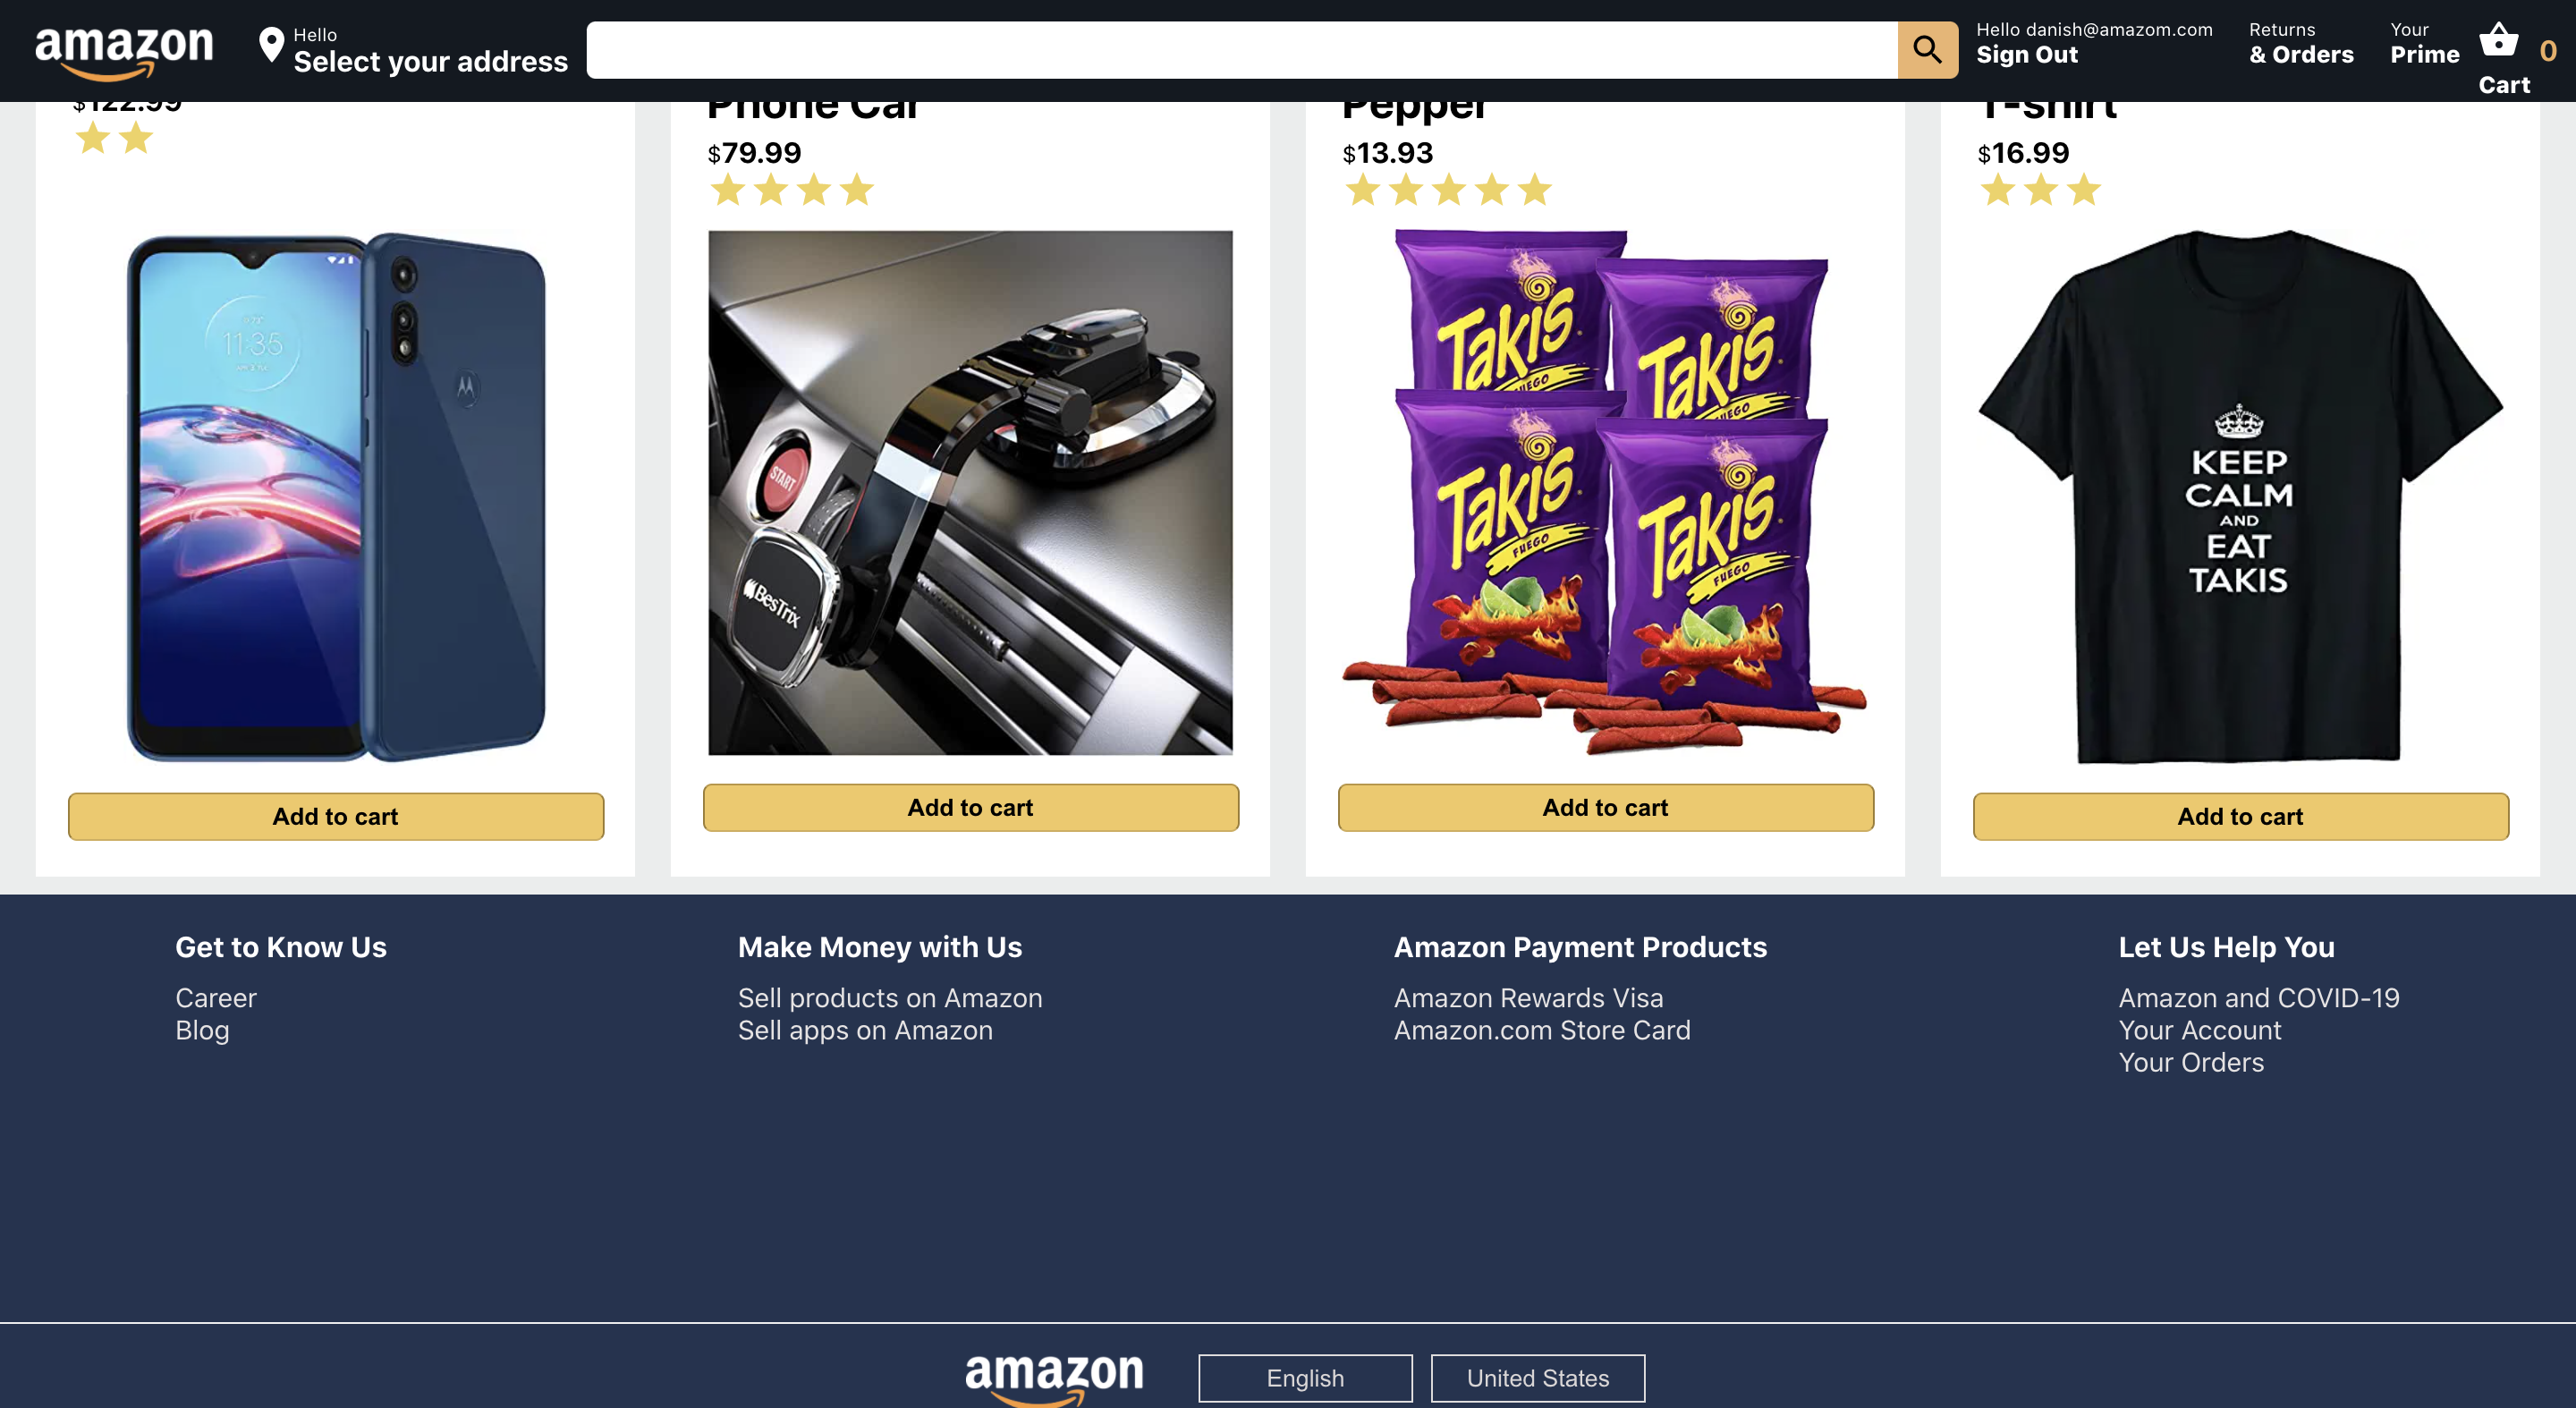 amazon
Hello
Select your address
Hello danish@amazom.com
Sign Out
Returns
& Orders
Your
Prime
0
Cart
$122.99
Phone Car
$79.99
Pepper
$13.93
T-shirt
$16.99
11:35
START
BesTrix
Takis
FUEGO
Takis
FUEGO
Takis
FUEGO
Takis
FUEGO
KEEP
CALM
AND
EAT
TAKIS
Add to cart
Add to cart
Add to cart
Add to cart
Get to Know Us
Career
Blog
Make Money with Us
Sell products on Amazon
Sell apps on Amazon
Amazon Payment Products
Amazon Rewards Visa
Amazon.com Store Card
Let Us Help You
Amazon and COVID-19
Your Account
Your Orders
amazon
English
United States